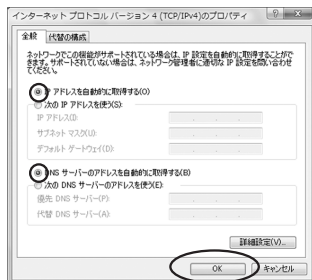 インターネット プロトコル バージョン 4 (TCP/IPv4)のプロパティ
全般 代替の構成
ネットワークでこの機能がサポートされている場合は、IP 設定を自動的に取得することがで
きます。サポートされていない場合は、ネットワーク管理者に適切な IP 設定を問い合わせ
てください。
IP アドレスを自動的に取得する(O)
次の IP アドレスを使う(S):
IP アドレス(I):
サブネット マスク(U):
デフォルト ゲートウェイ(D):
DNS サーバーのアドレスを自動的に取得する(B)
次の DNS サーバーのアドレスを使う(E):
優先 DNS サーバー(P):
代替 DNS サーバー(A):
詳細設定(V)...
OK キャンセル